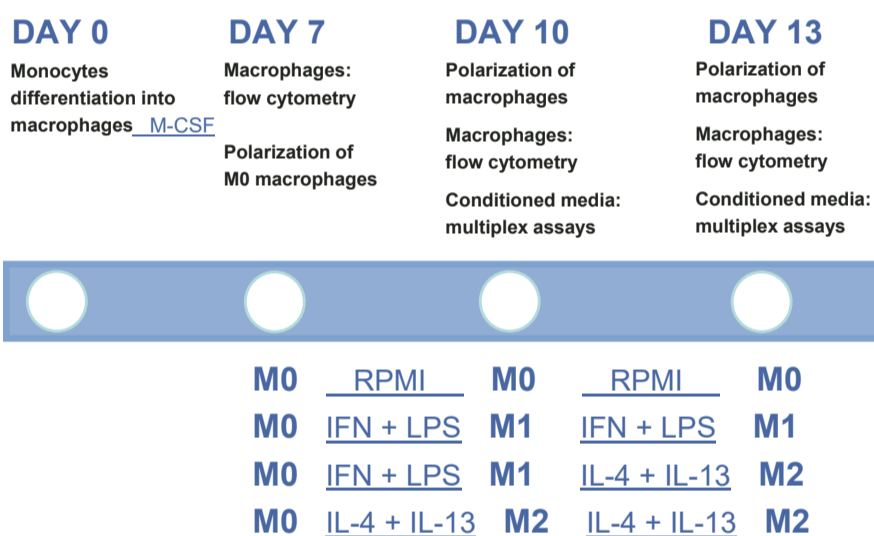 DAY 0
Monocytes
differentiation into
macrophages M-CSF
DAY 7
Macrophages:
flow cytometry
Polarization of
M0 macrophages
DAY 10
Polarization of
macrophages
Macrophages:
flow cytometry
Conditioned media:
multiplex assays
DAY 13
Polarization of
macrophages
Macrophages:
flow cytometry
Conditioned media:
multiplex assays
M0 RPMI M0 RPMI M0
M0 IFN + LPS M1 IFN + LPS M1
M0 IFN + LPS M1 IL-4 + IL-13 M2
M0 IL-4 + IL-13 M2 IL-4 + IL-13 M2